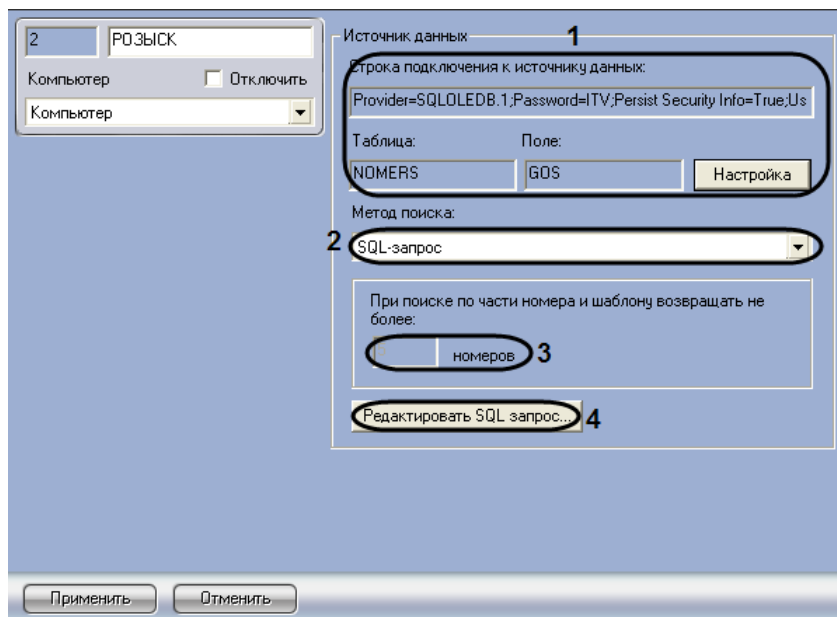 2 РОЗЫСК
Компьютер Отключить
Компьютер
Источник данных 1
Строка подключения к источнику данных:
Provider=SQLOLEDB.1;Password=ITV;Persist Security Info=True;Us
Таблица: Поле:
NOMERS GOS Настройка
Метод поиска:
2 SQL-запрос
При поиске по части номера и шаблону возвращать не
более:
номеров 3
Редактировать SQL запрос... 4
Применить Отменить